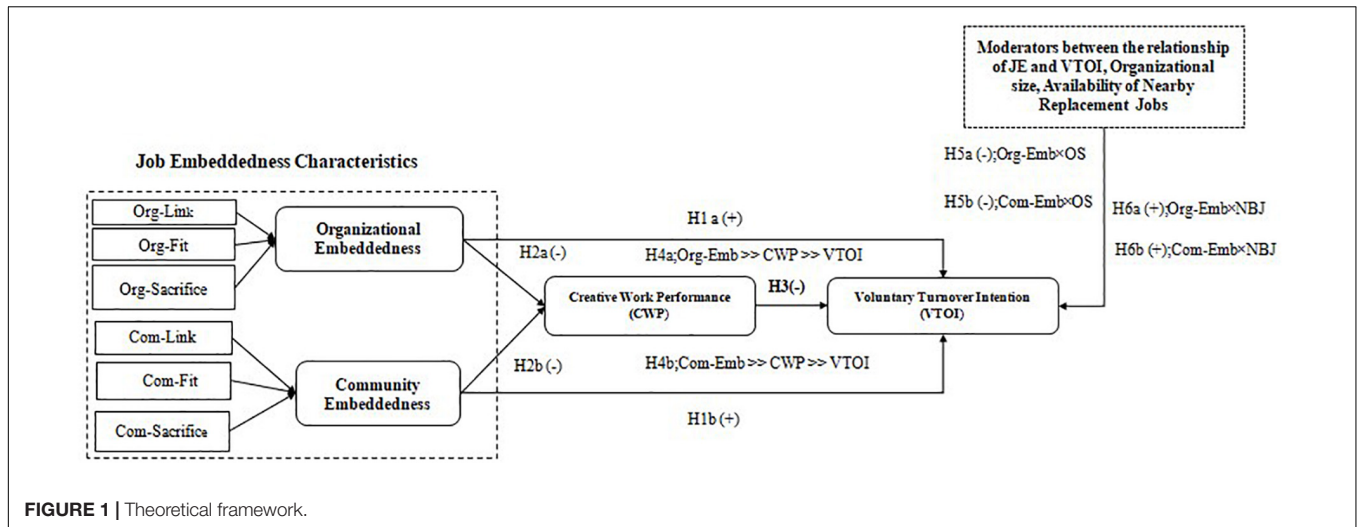 Moderators between the relationship
of JE and VTOI, Organizational
size, Availability of Nearby
Replacement Jobs
Job Embeddedness Characteristics
H5a (-);Org-Emb×OS
H5b (-);Com-Emb×OS
H6a (+);Org-Emb×NBJ
H6b (+);Com-Emb×NBJ
Org-Link
Org-Fit
Org-Sacrifice
Organizational
Embeddedness
H1a (+)
H2a (-)
H4a;Org-Emb >> CWP >> VTOI
Creative Work Performance
(CWP)
H3(-)
Voluntary Turnover Intention
(VTOI)
Com-Link
Com-Fit
Com-Sacrifice
Community
Embeddedness
H2b (-)
H4b;Com-Emb >> CWP >> VTOI
H1b (+)
FIGURE 1 | Theoretical framework.